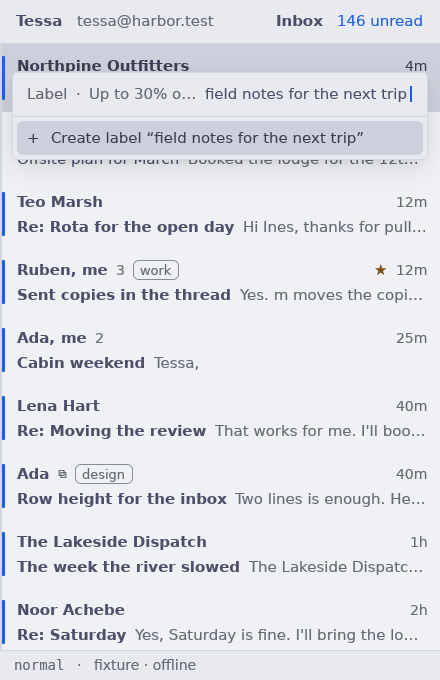 Tessa tessa@harbor.test Inbox 146 unread
Northpine Outfitters 4m
Label · Up to 30% o… field notes for the next trip
+ Create label “field notes for the next trip”
Offsite plan for March Booked the lodge for the 12t…
Teo Marsh 12m
Re: Rota for the open day Hi Ines, thanks for pull…
Ruben, me 3 work ★ 12m
Sent copies in the thread Yes. m moves the copi…
Ada, me 2 25m
Cabin weekend Tessa,
Lena Hart 40m
Re: Moving the review That works for me. I'll boo…
Ada design 40m
Row height for the inbox Two lines is enough. He…
The Lakeside Dispatch 1h
The week the river slowed The Lakeside Dispatc…
Noor Achebe 2h
Re: Saturday Yes, Saturday is fine. I'll bring the lo…
normal · fixture · offline